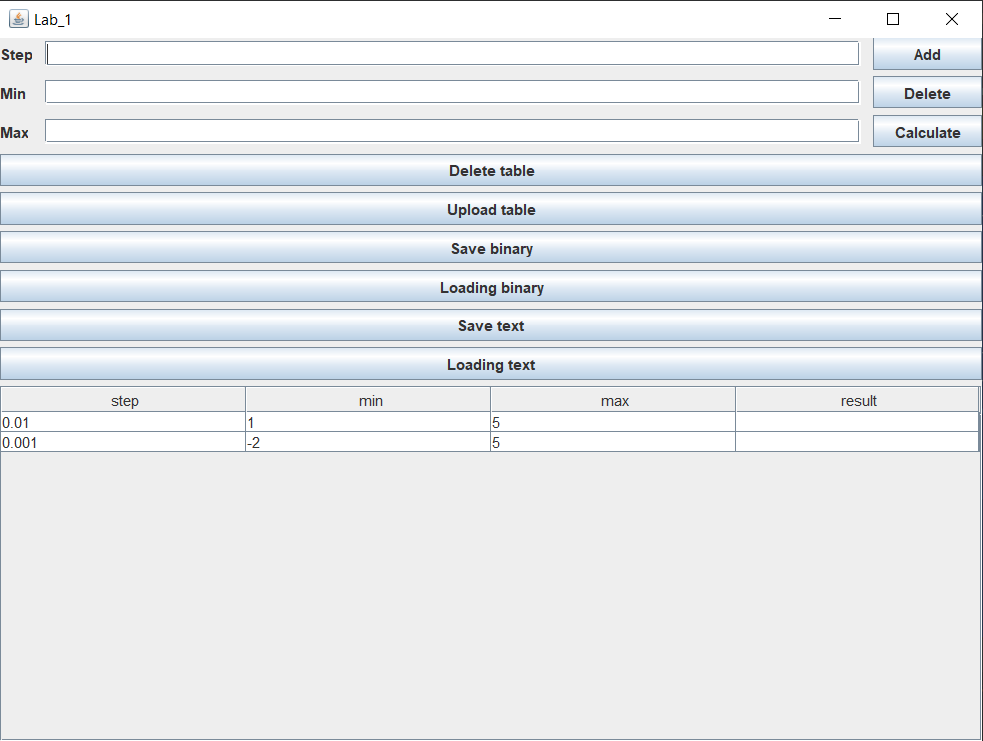 Lab_1
Step Add
Min Delete
Max Calculate
Delete table
Upload table
Save binary
Loading binary
Save text
Loading text
step min max result
0.01 1 5
0.001 -2 5